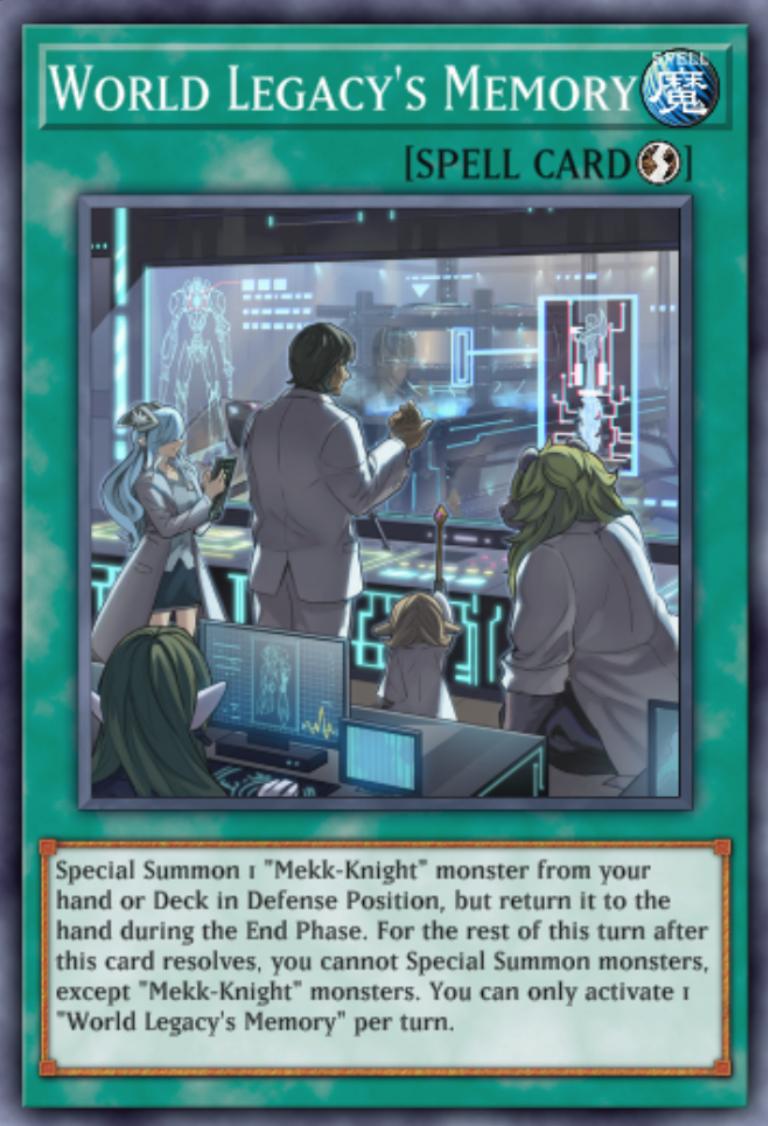 World Legacy's Memory
SPELL
魔
[SPELL CARD]
Special Summon 1 "Mekk-Knight" monster from your
hand or Deck in Defense Position, but return it to the
hand during the End Phase. For the rest of this turn after
this card resolves, you cannot Special Summon monsters,
except "Mekk-Knight" monsters. You can only activate 1
"World Legacy's Memory" per turn.